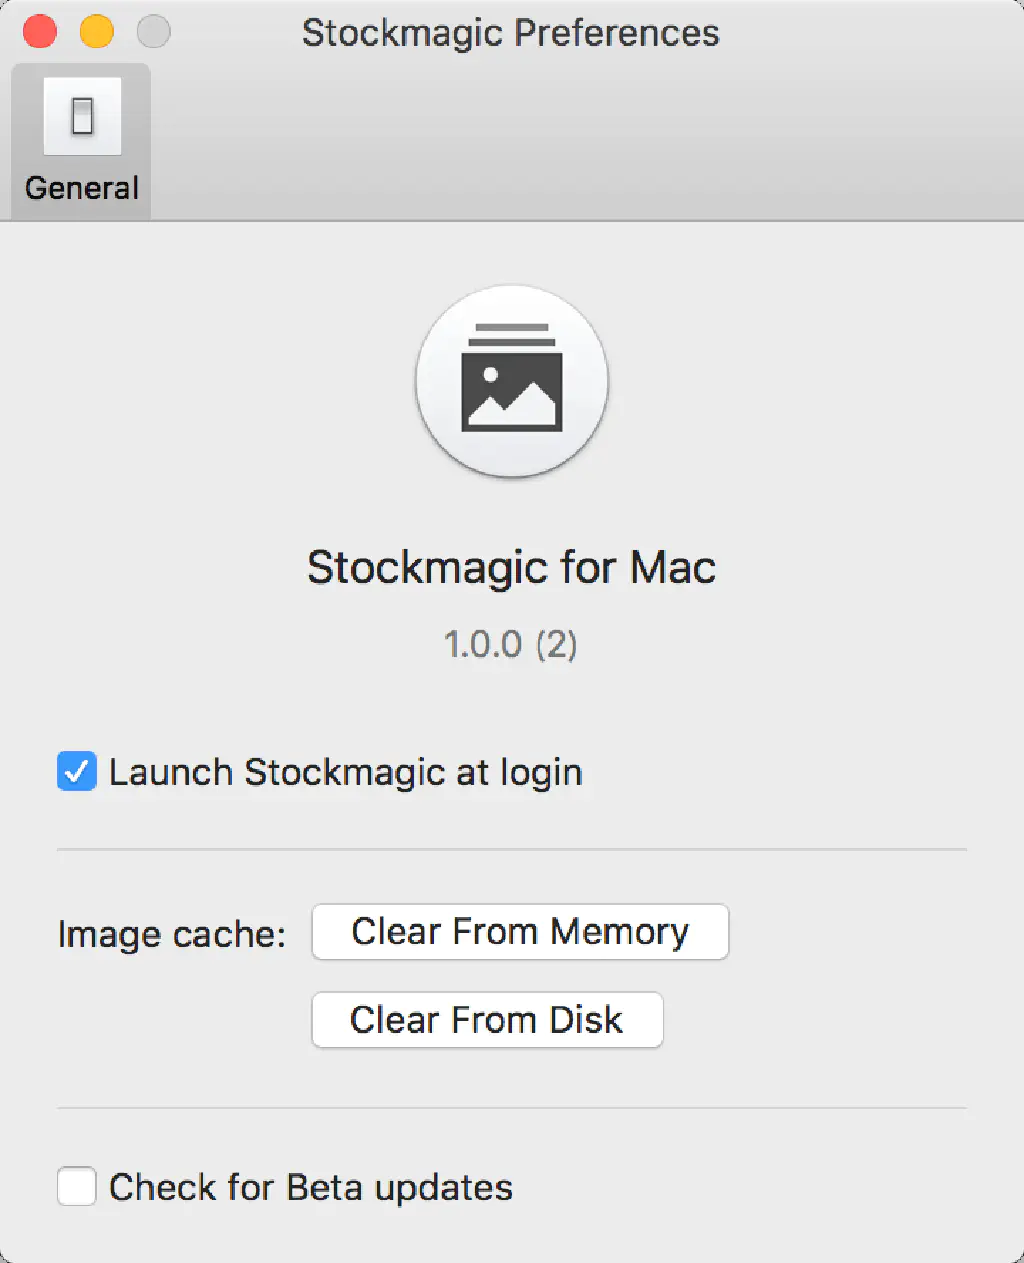 Stockmagic Preferences
General
Stockmagic for Mac
1.0.0 (2)
Launch Stockmagic at login
Image cache: Clear From Memory
Clear From Disk
Check for Beta updates